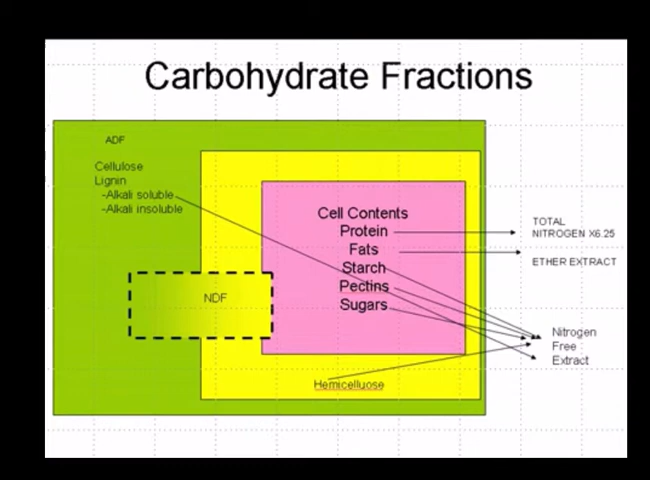 Carbohydrate Fractions
ADF
Cellulose
Lignin
-Alkali soluble
-Alkali insoluble
Cell Contents
Protein
Fats
Starch
Pectins
Sugars
TOTAL
NITROGEN X6.25
ETHER EXTRACT
NDF
Nitrogen
Free
Extract
Hemicelluose